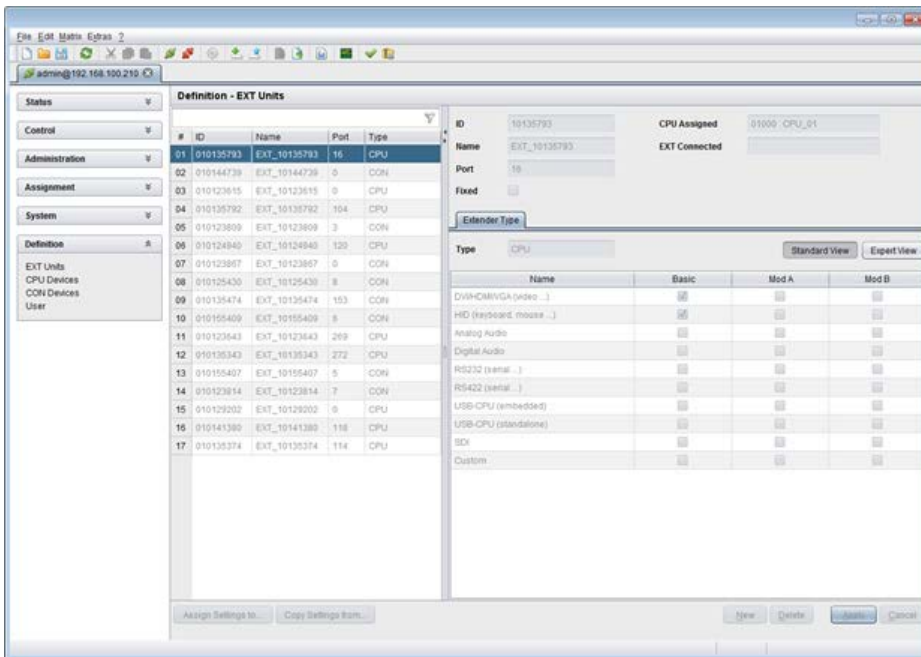 File Edit Matrix Extras ?
admin@192.168.100.210
Status
Control
Administration
Assignment
System
Definition
EXT Units
CPU Devices
CON Devices
User
Definition - EXT Units
# ID Name Port Type
01 010135793 EXT_10135793 16 CPU
02 010144739 EXT_10144739 0 CON
03 010123615 EXT_10123615 0 CPU
04 010135792 EXT_10135792 104 CPU
05 010123809 EXT_10123809 3 CON
06 010124940 EXT_10124940 120 CPU
07 010123867 EXT_10123867 0 CON
08 010125430 EXT_10125430 8 CON
09 010135474 EXT_10135474 153 CPU
10 010155409 EXT_10155409 6 CON
11 010123643 EXT_10123643 269 CPU
12 010135343 EXT_10135343 272 CPU
13 010155407 EXT_10155407 5 CON
14 010123814 EXT_10123814 7 CON
15 010129202 EXT_10129202 0 CPU
16 010141380 EXT_10141380 118 CPU
17 010135374 EXT_10135374 114 CPU
Assign Settings to... Copy Settings from...
ID 10135793 CPU Assigned 01000 CPU_01
Name EXT_10135793 EXT Connected
Port 16
Fixed
Extender Type
Type CPU Standard View Expert View
Name Basic Mod A Mod B
DVI/HDMI/VGA (video ...)
HID (keyboard, mouse ...)
Analog Audio
Digital Audio
RS232 (serial ...)
RS422 (serial ...)
USB-CPU (embedded)
USB-CPU (standalone)
SDI
Custom
New Delete Apply Cancel